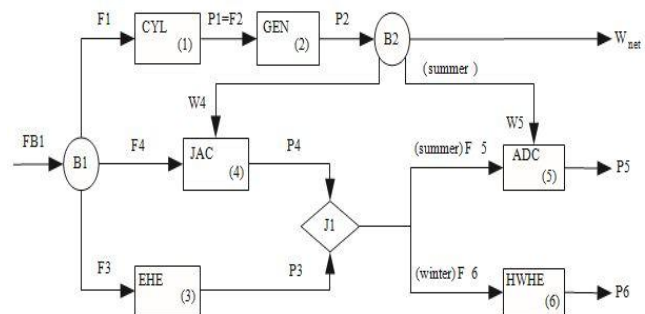 F1
CYL
(1)
P1=F2
GEN
(2)
P2
B2
W_net
(summer )
W4
W5
FB1
B1
F4
JAC
(4)
P4
(summer)F 5
ADC
(5)
P5
J1
F3
EHE
(3)
P3
(winter)F 6
HWHE
(6)
P6